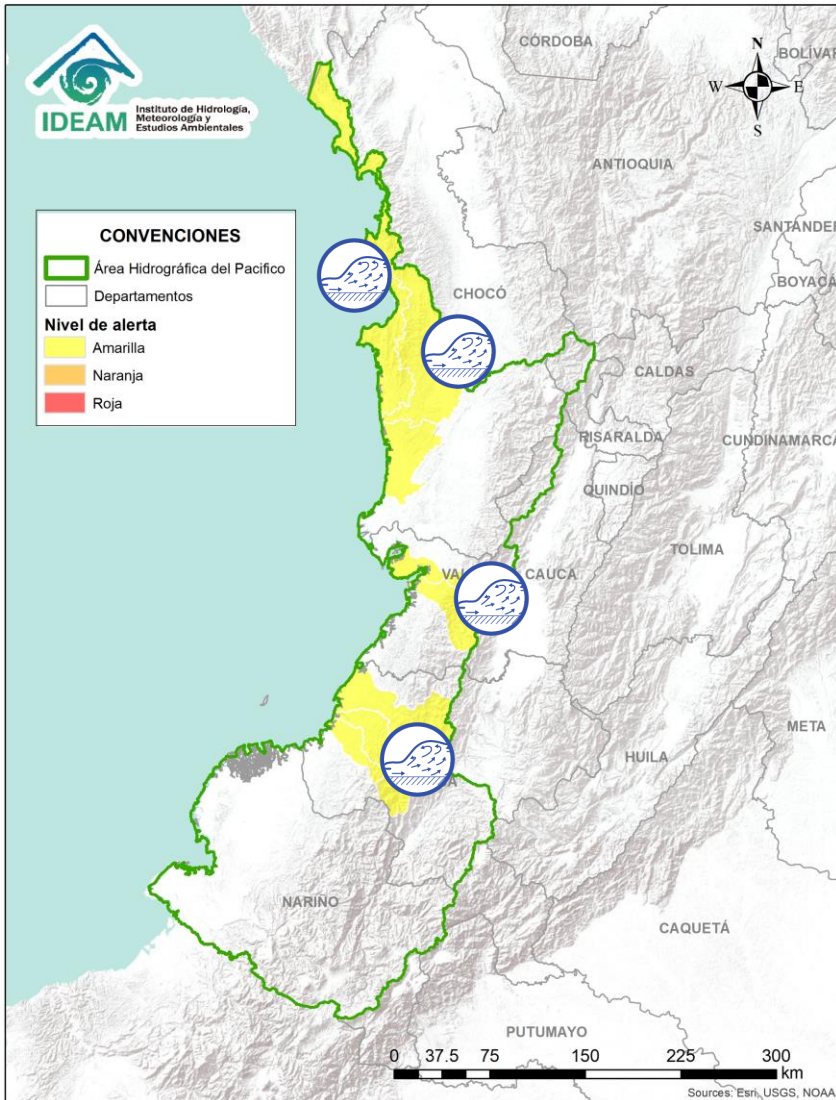 IDEAM
Instituto de Hidrología,
Meteorología y
Estudios Ambientales
CÓRDOBA
BOLÍVAR
N
W
E
S
ANTIOQUIA
SANTANDER
BOYACÁ
CONVENCIONES
Área Hidrográfica del Pacifico
Departamentos
Nivel de alerta
Amarilla
Naranja
Roja
CHOCÓ
CALDAS
RISARALDA
CUNDINAMARCA
QUINDÍO
TOLIMA
CAUCA
META
HUILA
NARIÑO
CAQUETÁ
PUTUMAYO
0 37.5 75 150 225 300
km
Sources: Esri, USGS, NOAA